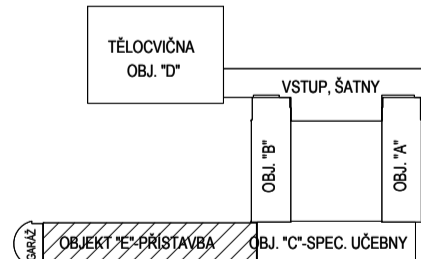 TĚLOCVIČNA
OBJ. "D"
VSTUP, ŠATNY
OBJ. "B"
OBJ. "A"
GARÁŽ
OBJEKT "E"-PŘÍSTAVBA
OBJ. "C"-SPEC. UČEBNY